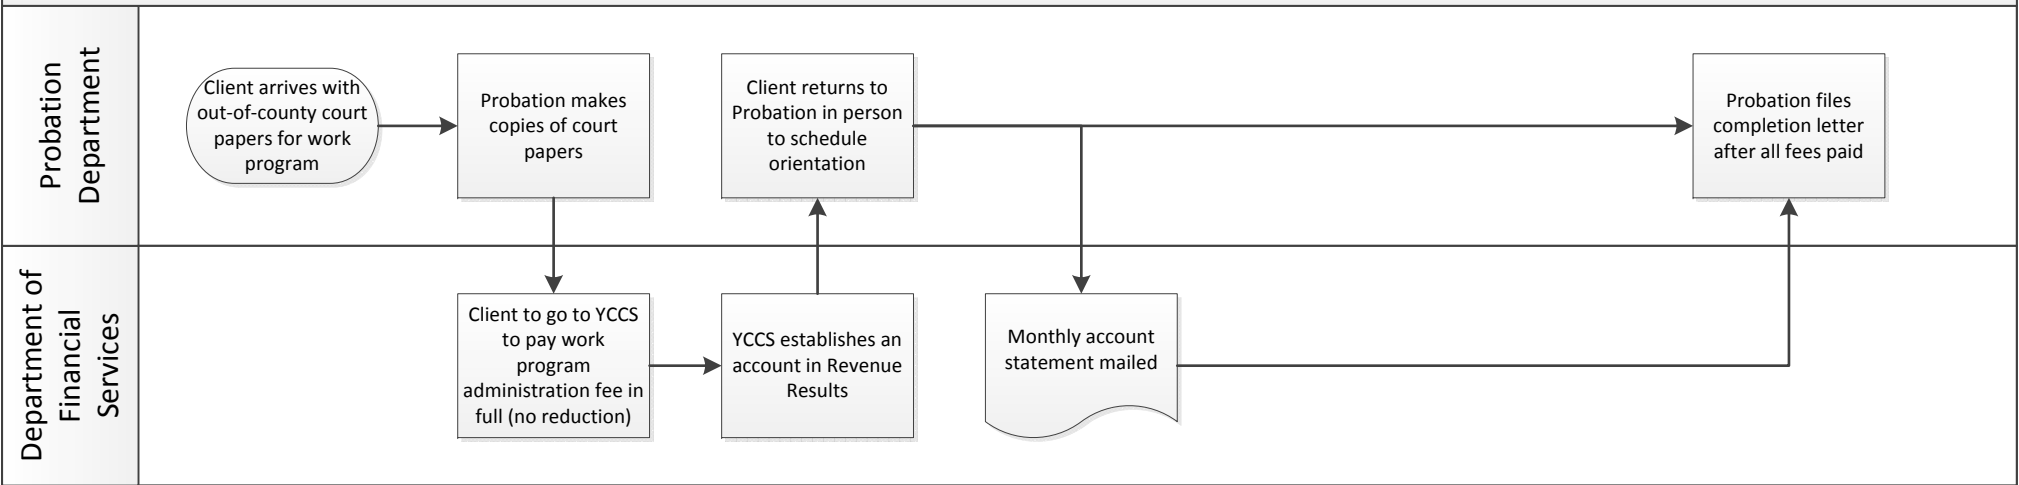 Probation
Department
Client arrives with
out-of-county court
papers for work
program
Probation makes
copies of court
papers
Client returns to
Probation in person
to schedule
orientation
Probation files
completion letter
after all fees paid
Department of
Financial
Services
Client to go to YCCS
to pay work
program
administration fee in
full (no reduction)
YCCS establishes an
account in Revenue
Results
Monthly account
statement mailed